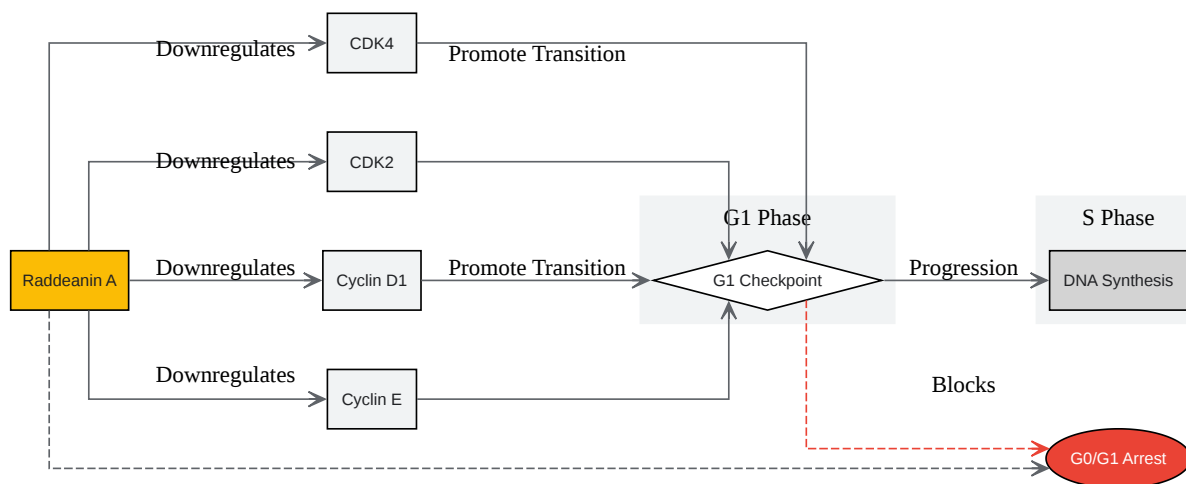 Downregulates
CDK4
Promote Transition
Downregulates
CDK2
G1 Phase
S Phase
Raddeanin A
Downregulates
Cyclin D1
Promote Transition
G1 Checkpoint
Progression
DNA Synthesis
Downregulates
Cyclin E
Blocks
G0/G1 Arrest